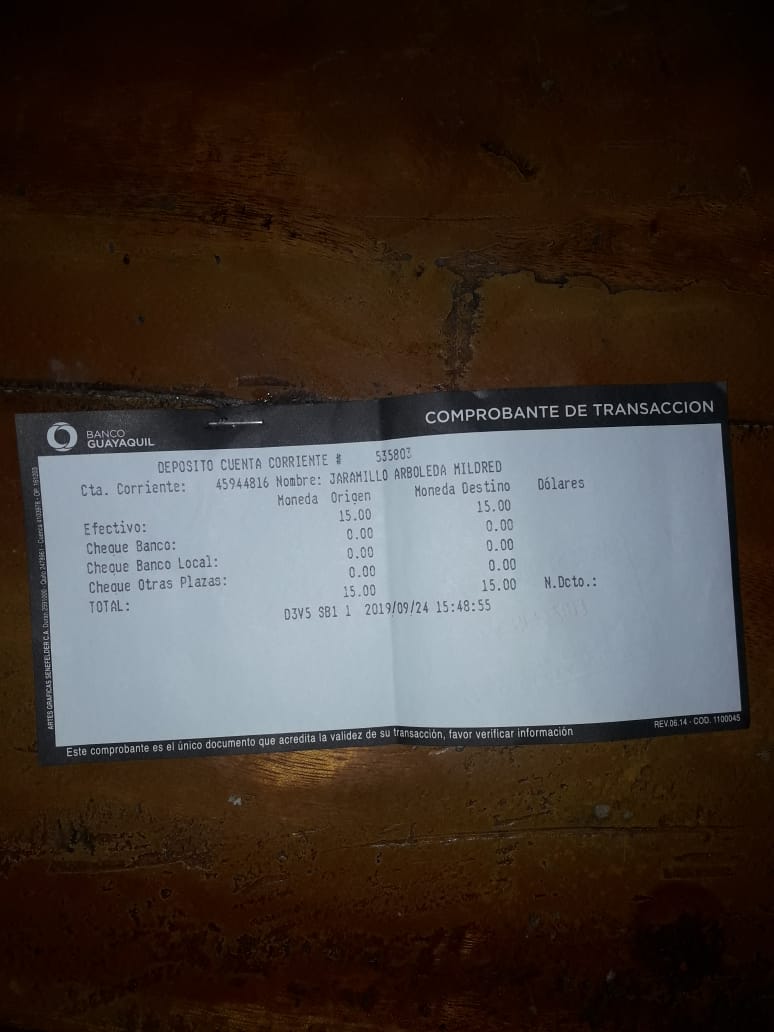 BANCO
GUAYAQUIL
COMPROBANTE DE TRANSACCION
DEPOSITO CUENTA CORRIENTE # 535803
Cta. Corriente: 45944816 Nombre: JARAMILLO ARBOLEDA MILDRED
Moneda Origen Moneda Destino Dólares
Efectivo: 15.00 15.00
Cheque Banco: 0.00 0.00
Cheque Banco Local: 0.00 0.00
Cheque Otras Plazas: 0.00 0.00
TOTAL: 15.00 15.00 N.Dcto.:
D3V5 SB1 1 2019/09/24 15:48:55
Este comprobante es el único documento que acredita la validez de su transacción, favor verificar información
REV.06.14 - COD. 1100045
ARTES GRAFICAS SENEFELDER C.A.